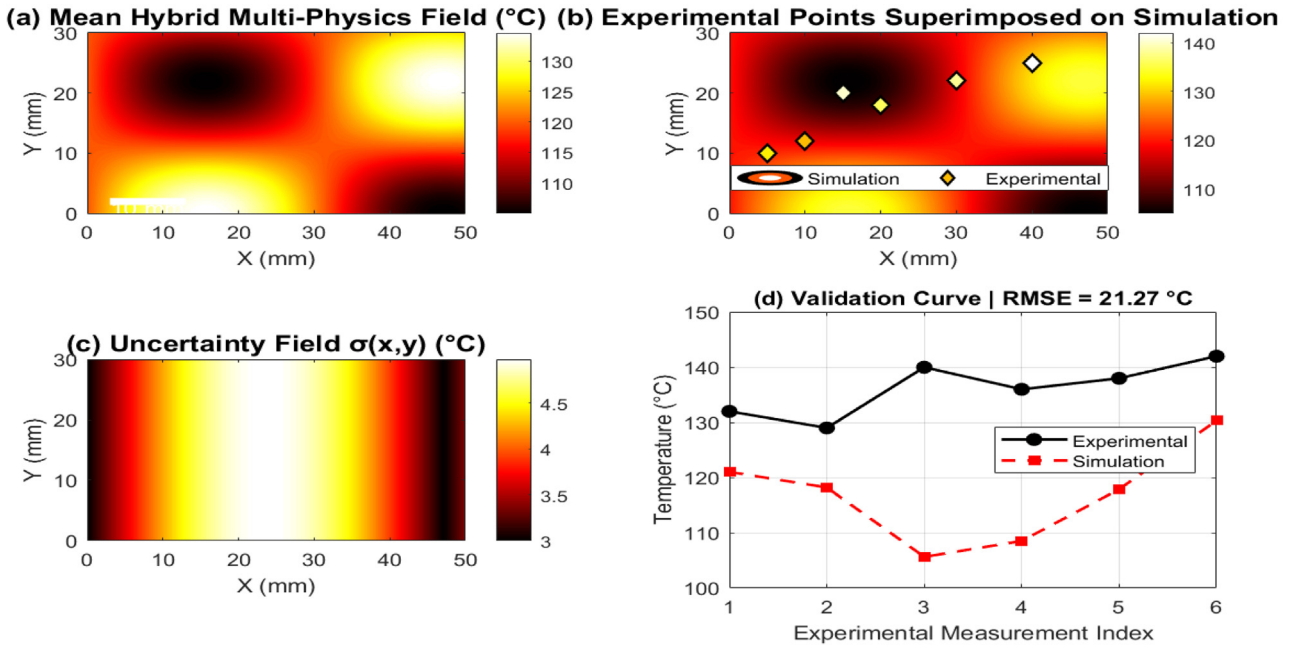 (a) Mean Hybrid Multi-Physics Field (°C)
30
20
10
0
Y (mm)
0 10 20 30 40 50
X (mm)
130
125
120
115
110
(b) Experimental Points Superimposed on Simulation
30
20
10
0
Y (mm)
Simulation Experimental
0 10 20 30 40 50
X (mm)
140
130
120
110
(c) Uncertainty Field σ(x,y) (°C)
30
20
10
0
Y (mm)
0 10 20 30 40 50
X (mm)
4.5
4
3.5
3
(d) Validation Curve | RMSE = 21.27 °C
150
140
130
120
110
100
Temperature (°C)
Experimental
Simulation
1 2 3 4 5 6
Experimental Measurement Index